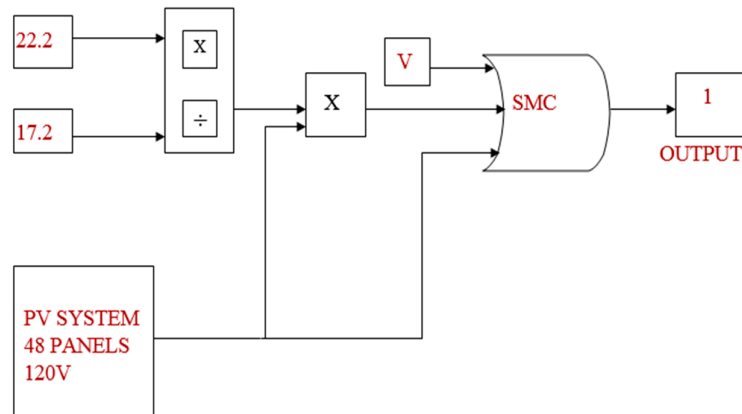 22.2
X
÷
17.2
X
V
SMC
1
OUTPUT
PV SYSTEM
48 PANELS
120V